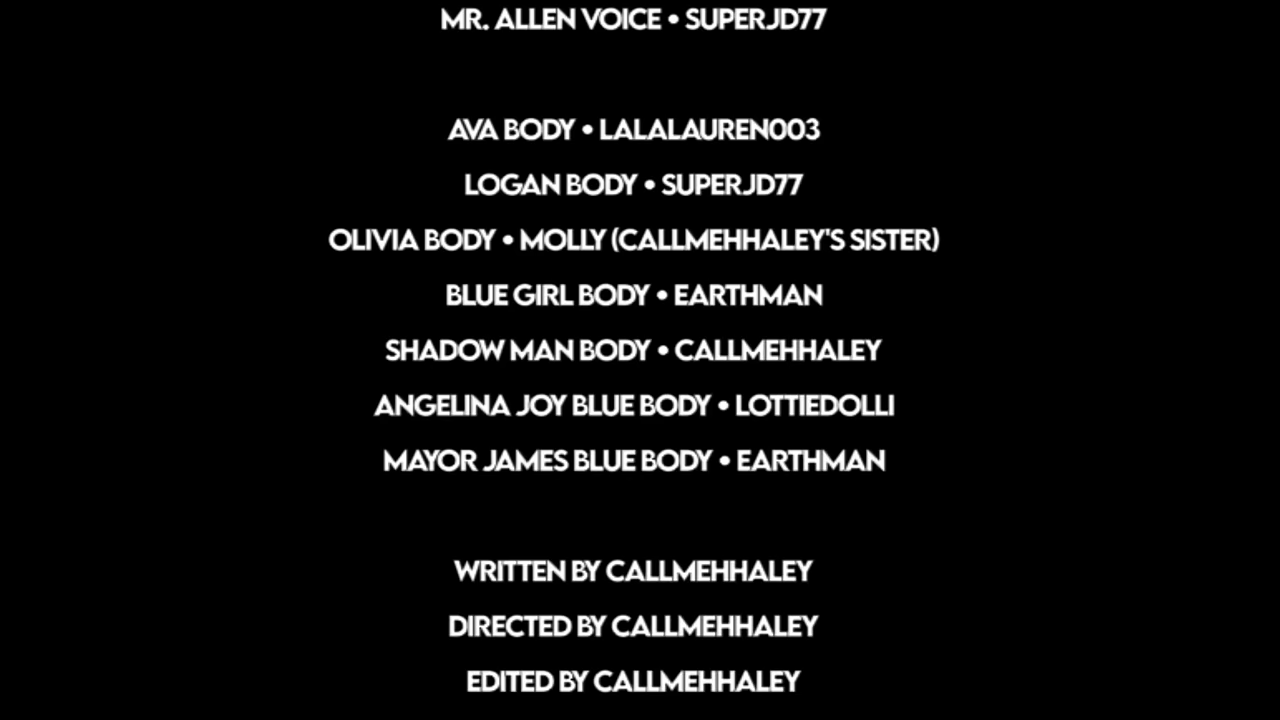 MR. ALLEN VOICE • SUPERJD77
AVA BODY • LALALAUREN003
LOGAN BODY • SUPERJD77
OLIVIA BODY • MOLLY (CALLMEHHALEY'S SISTER)
BLUE GIRL BODY • EARTHMAN
SHADOW MAN BODY • CALLMEHHALEY
ANGELINA JOY BLUE BODY • LOTTIEDOLLI
MAYOR JAMES BLUE BODY • EARTHMAN
WRITTEN BY CALLMEHHALEY
DIRECTED BY CALLMEHHALEY
EDITED BY CALLMEHHALEY